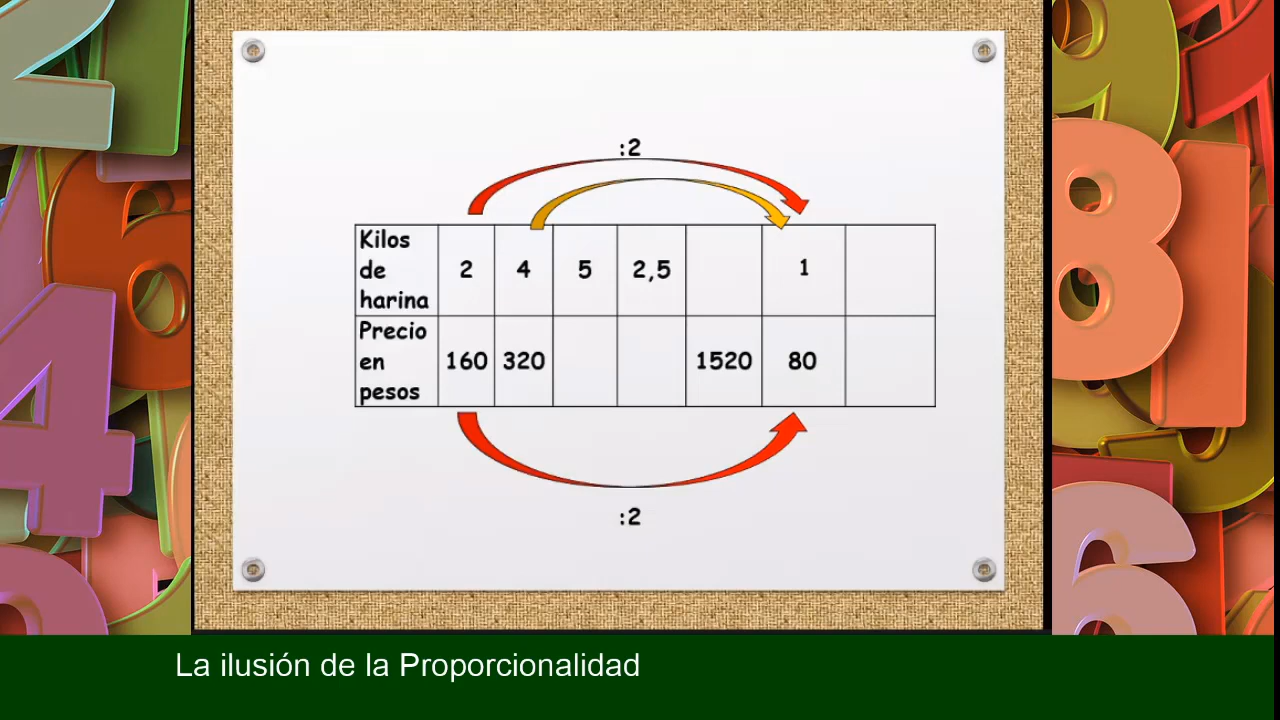 :2
Kilos de harina 2 4 5 2,5 1
Precio en pesos 160 320 1520 80
:2
La ilusión de la Proporcionalidad